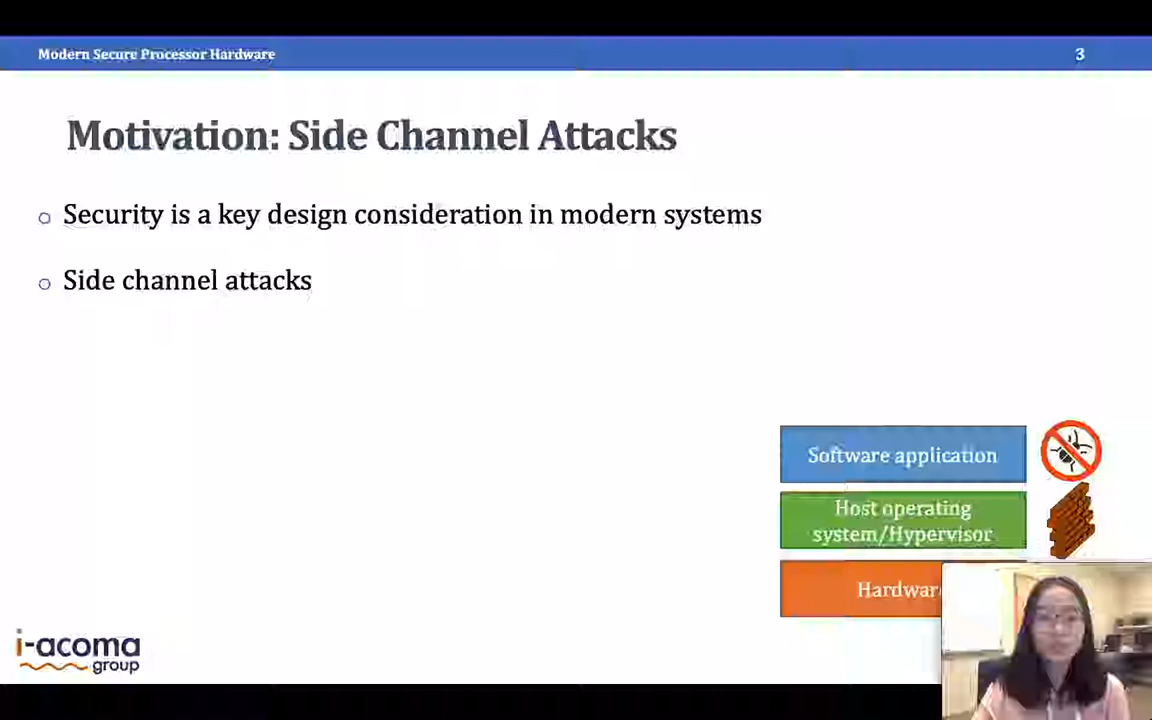 Modern Secure Processor Hardware
3
Motivation: Side Channel Attacks
Security is a key design consideration in modern systems
Side channel attacks
Software application
Host operating
system/Hypervisor
i-acoma
group